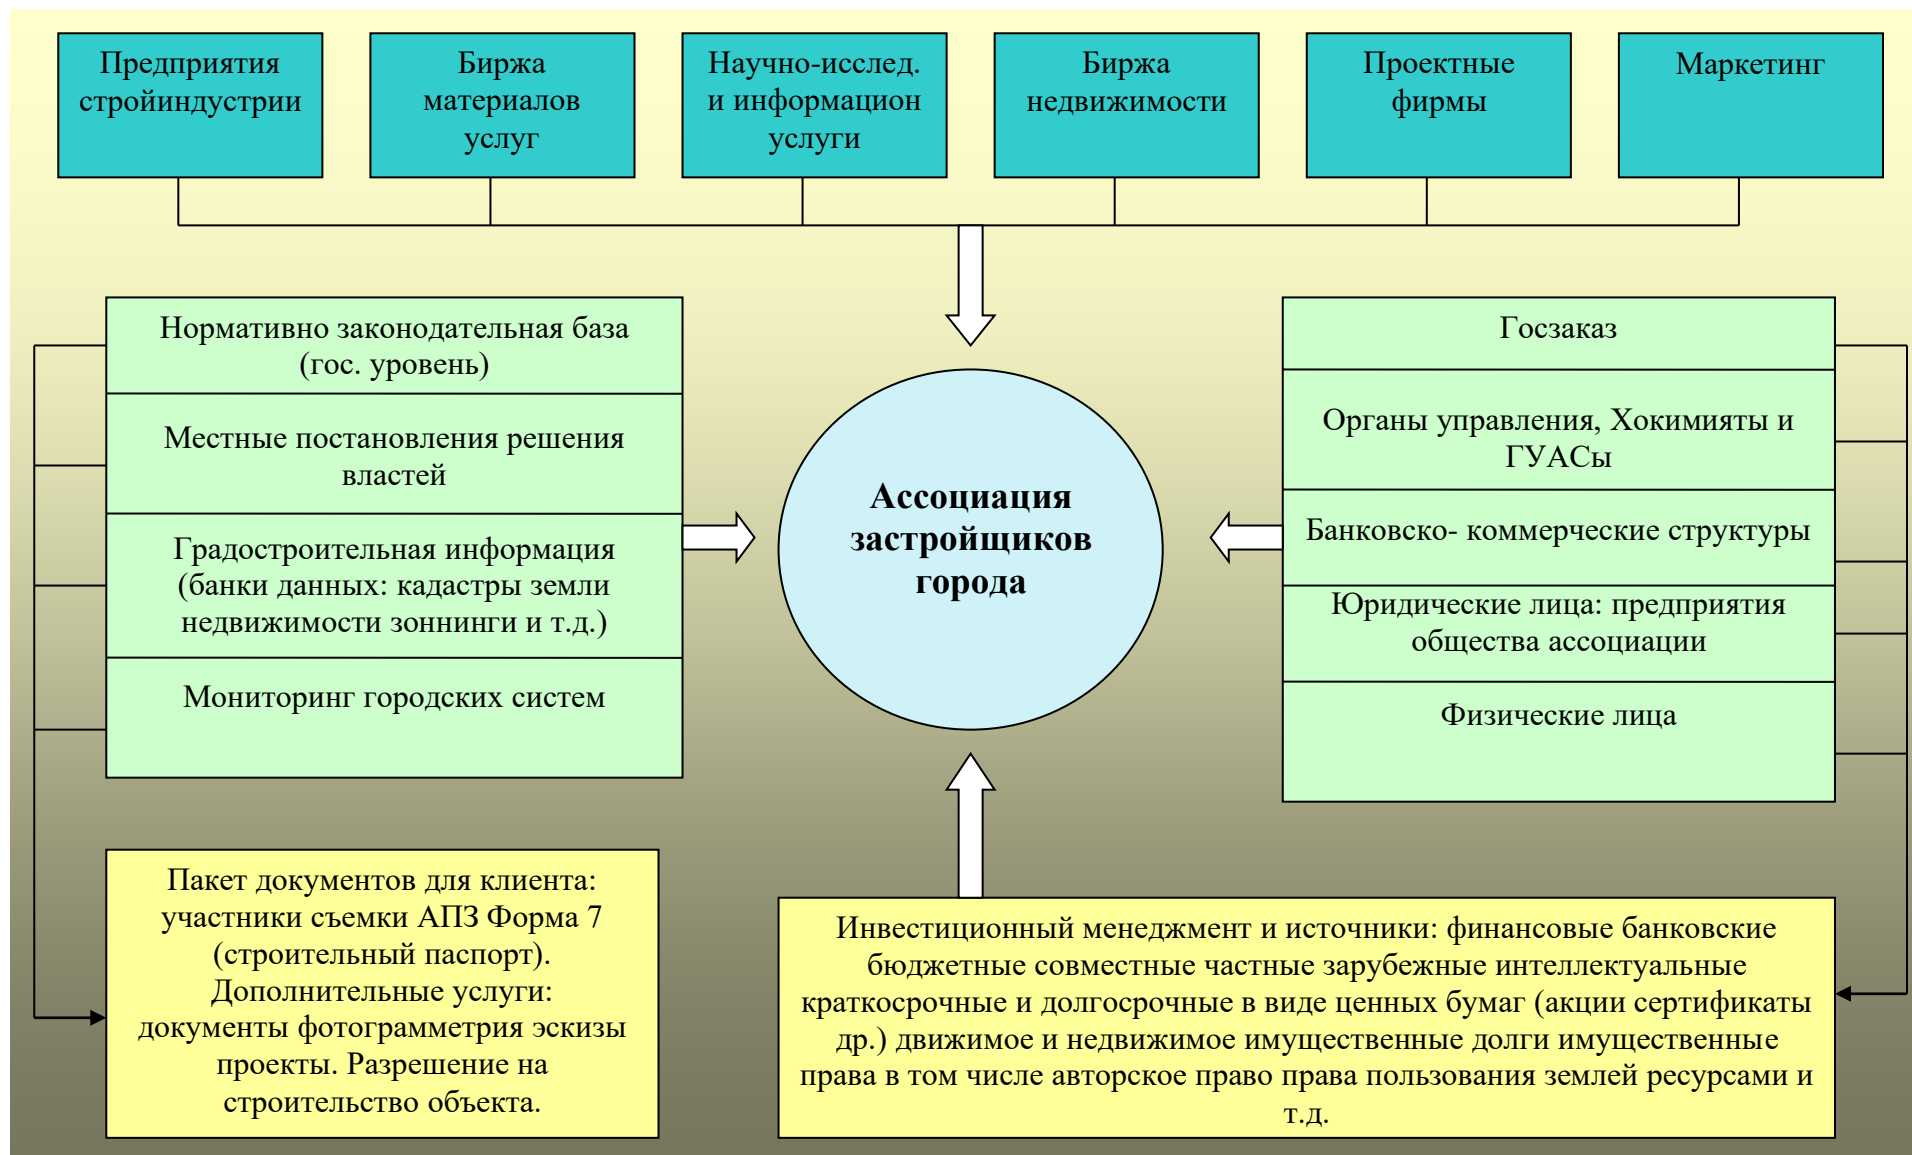 Предприятия
стройиндустрии
Биржа
материалов
услуг
Научно-исслед.
и информацион
услуги
Биржа
недвижимости
Проектные
фирмы
Маркетинг
Нормативно законодательная база
(гос. уровень)
Местные постановления решения
властей
Градостроительная информация
(банки данных: кадастры земли
недвижимости зоннинги и т.д.)
Мониторинг городских систем
Ассоциация
застройщиков
города
Госзаказ
Органы управления, Хокимияты и
ГУАСы
Банковско- коммерческие структуры
Юридические лица: предприятия
общества ассоциации
Физические лица
Пакет документов для клиента:
участники съемки АПЗ Форма 7
(строительный паспорт).
Дополнительные услуги:
документы фотограмметрия эскизы
проекты. Разрешение на
строительство объекта.
Инвестиционный менеджмент и источники: финансовые банковские
бюджетные совместные частные зарубежные интеллектуальные
краткосрочные и долгосрочные в виде ценных бумаг (акции сертификаты
др.) движимое и недвижимое имущественные долги имущественные
права в том числе авторское право права пользования землей ресурсами и
т.д.